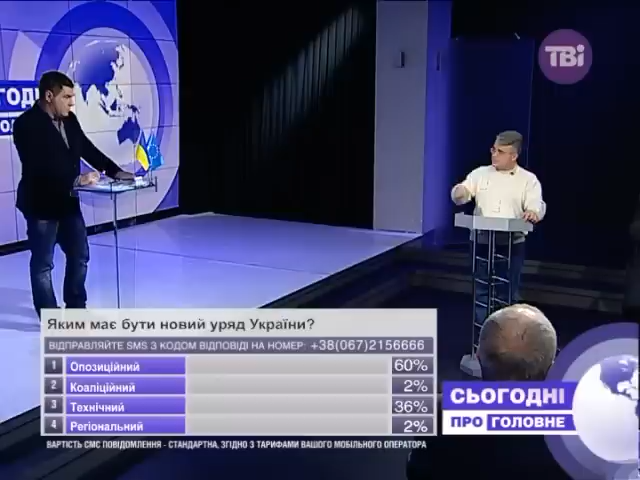 ТВі
Яким має бути новий уряд України?
ВІДПРАВЛЯЙТЕ SMS З КОДОМ ВІДПОВІДІ НА НОМЕР: +38(067)2156666
1 Опозиційний 60%
2 Коаліційний 2%
3 Технічний 36%
4 Регіональний 2%
ВАРТІСТЬ СМС ПОВІДОМЛЕННЯ - СТАНДАРТНА, ЗГІДНО З ТАРИФАМИ ВАШОГО МОБІЛЬНОГО ОПЕРАТОРА
СЬОГОДНІ
ПРО ГОЛОВНЕ